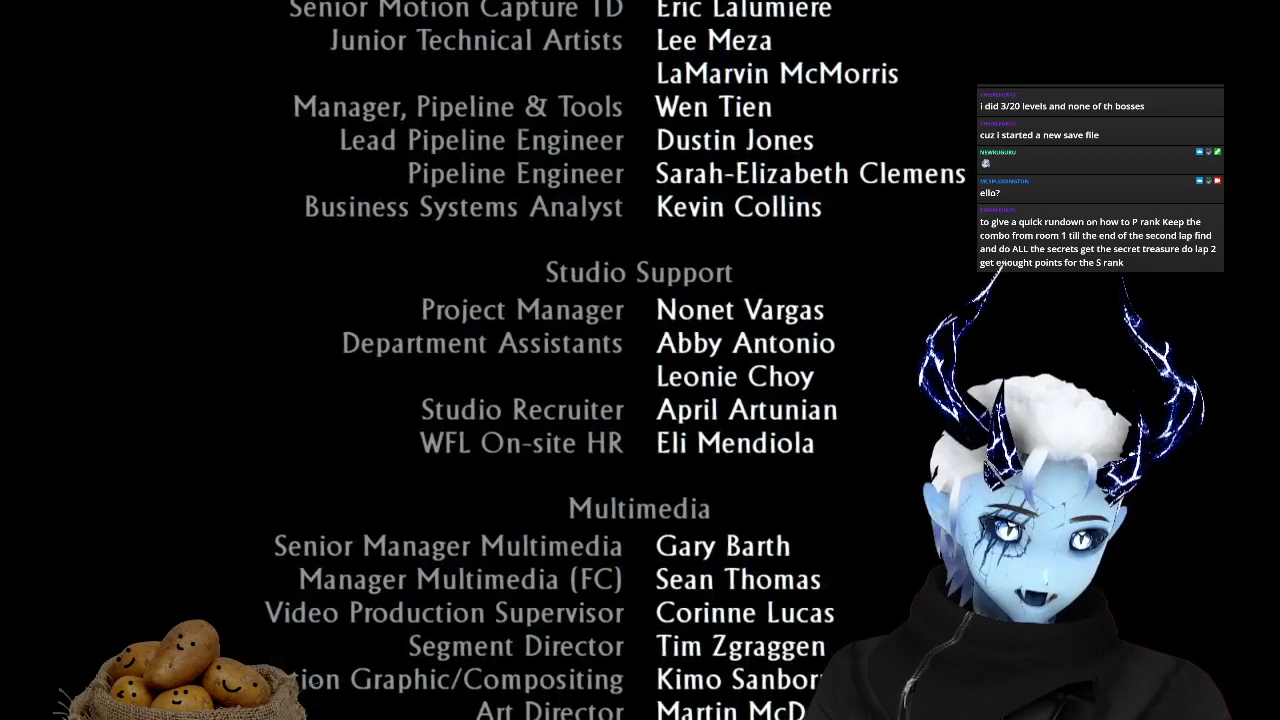 Senior Motion Capture TD Eric Lalumiere
Junior Technical Artists Lee Meza
LaMarvin McMorris
Manager, Pipeline & Tools Wen Tien
Lead Pipeline Engineer Dustin Jones
Pipeline Engineer Sarah-Elizabeth Clemens
Business Systems Analyst Kevin Collins
Studio Support
Project Manager Nonet Vargas
Department Assistants Abby Antonio
Leonie Choy
Studio Recruiter April Artunian
WFL On-site HR Eli Mendiola
Multimedia
Senior Manager Multimedia Gary Barth
Manager Multimedia (FC) Sean Thomas
Video Production Supervisor Corinne Lucas
Segment Director Tim Zgraggen
tion Graphic/Compositing Kimo Sanbor
Art Director Martin McD
i did 3/20 levels and none of th bosses
cuz i started a new save file
NEWRUGURU
MCSPUDDINGTON
ello?
to give a quick rundown on how to P rank Keep the
combo from room 1 till the end of the second lap find
and do ALL the secrets get the secret treasure do lap 2
get enought points for the S rank